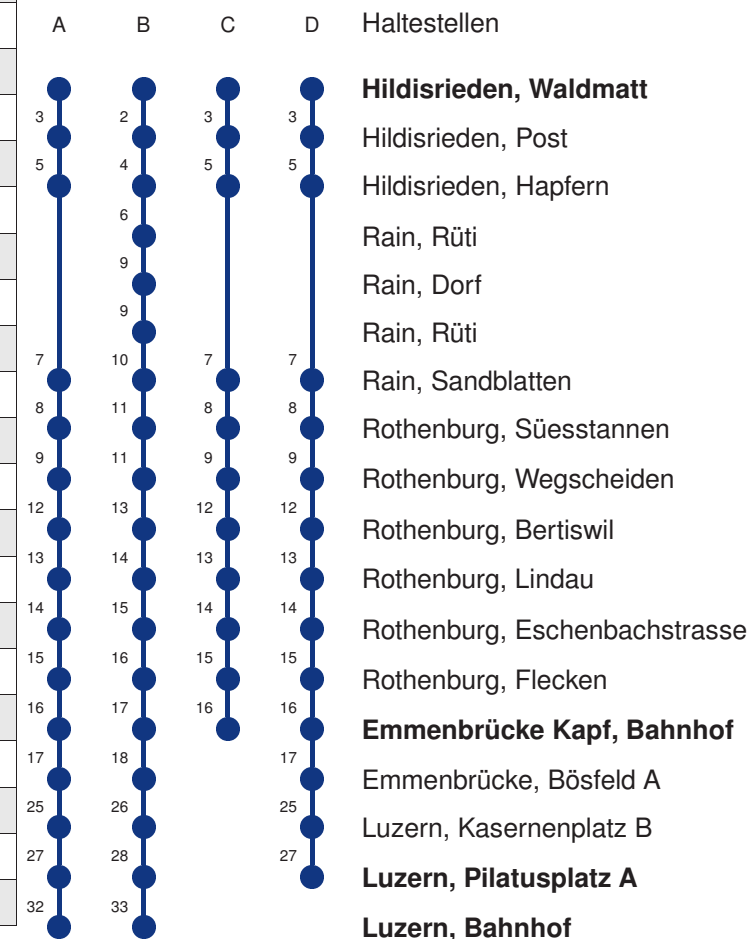 A B C D Haltestellen
Hildisrieden, Waldmatt
3 2 3 3 Hildisrieden, Post
5 4 5 5 Hildisrieden, Hapfern
6 Rain, Rüti
9 Rain, Dorf
9 Rain, Rüti
7 10 7 7 Rain, Sandblatten
8 11 8 8 Rothenburg, Süesstannen
9 11 9 9 Rothenburg, Wegscheiden
12 13 12 12 Rothenburg, Bertiswil
13 14 13 13 Rothenburg, Lindau
14 15 14 14 Rothenburg, Eschenbachstrasse
15 16 15 15 Rothenburg, Flecken
16 17 16 16 Emmenbrücke Kapf, Bahnhof
17 18 17 Emmenbrücke, Bösfeld A
25 26 25 Luzern, Kasernenplatz B
27 28 27 Luzern, Pilatusplatz A
32 33 Luzern, Bahnhof